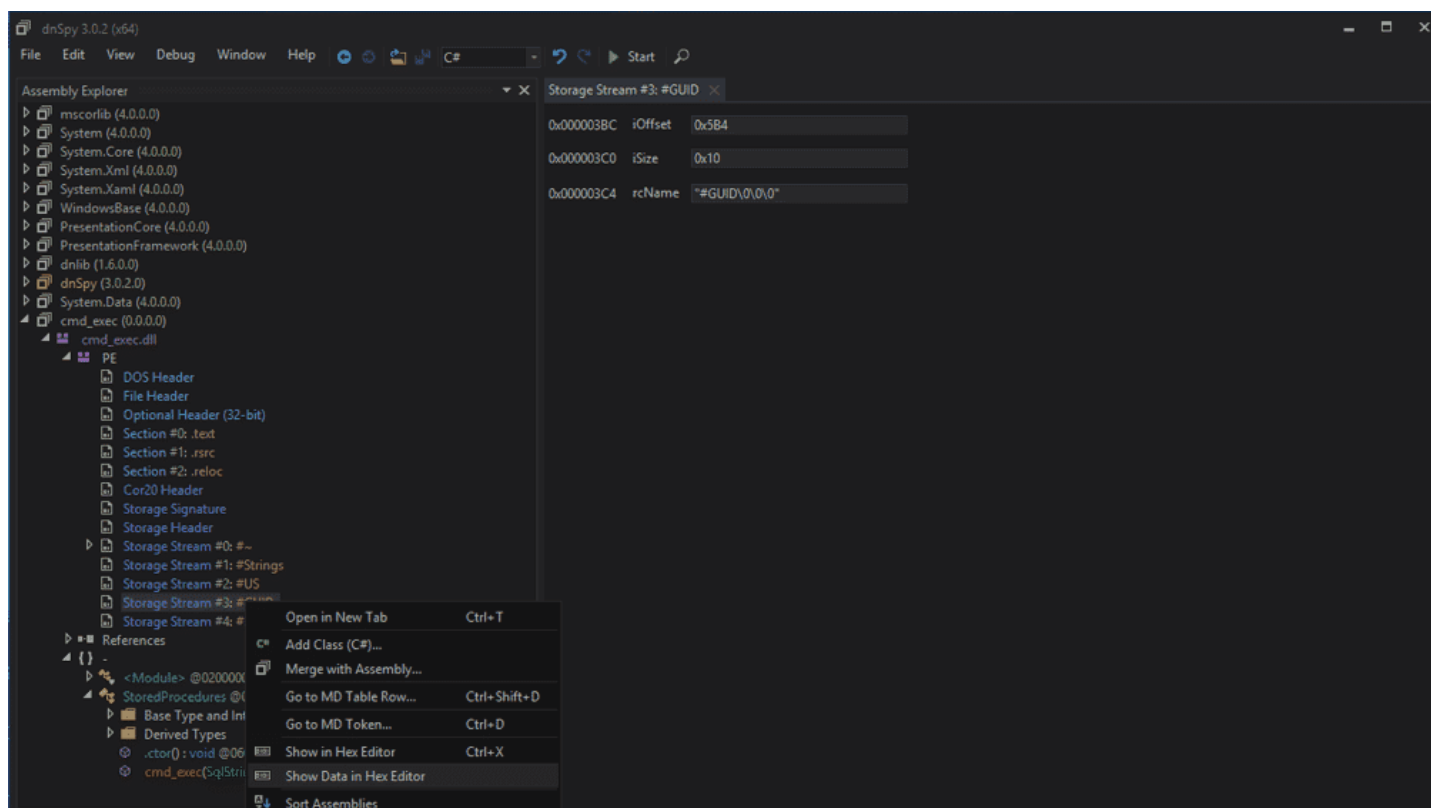 dnSpy 3.0.2 (x64)
File Edit View Debug Window Help C# Start
Assembly Explorer
Storage Stream #3: #GUID
mscorlib (4.0.0.0)
System (4.0.0.0)
System.Core (4.0.0.0)
System.Xml (4.0.0.0)
System.Xaml (4.0.0.0)
WindowsBase (4.0.0.0)
PresentationCore (4.0.0.0)
PresentationFramework (4.0.0.0)
dnlib (1.6.0.0)
dnSpy (3.0.2.0)
System.Data (4.0.0.0)
cmd_exec (0.0.0.0)
cmd_exec.dll
PE
DOS Header
File Header
Optional Header (32-bit)
Section #0: .text
Section #1: .rsrc
Section #2: .reloc
Cor20 Header
Storage Signature
Storage Header
Storage Stream #0: #~
Storage Stream #1: #Strings
Storage Stream #2: #US
Storage Stream #3: #GUID
Storage Stream #4: #
References
{} -
<Module> @0200000
StoredProcedures @0
Base Type and Int
Derived Types
.ctor() : void @06
cmd_exec(SqlStri
0x000003BC iOffset 0x5B4
0x000003C0 iSize 0x10
0x000003C4 rcName "#GUID\0\0\0"
Open in New Tab Ctrl+T
C# Add Class (C#)...
Merge with Assembly...
Go to MD Table Row... Ctrl+Shift+D
Go to MD Token... Ctrl+D
Show in Hex Editor Ctrl+X
Show Data in Hex Editor
Sort Assemblies